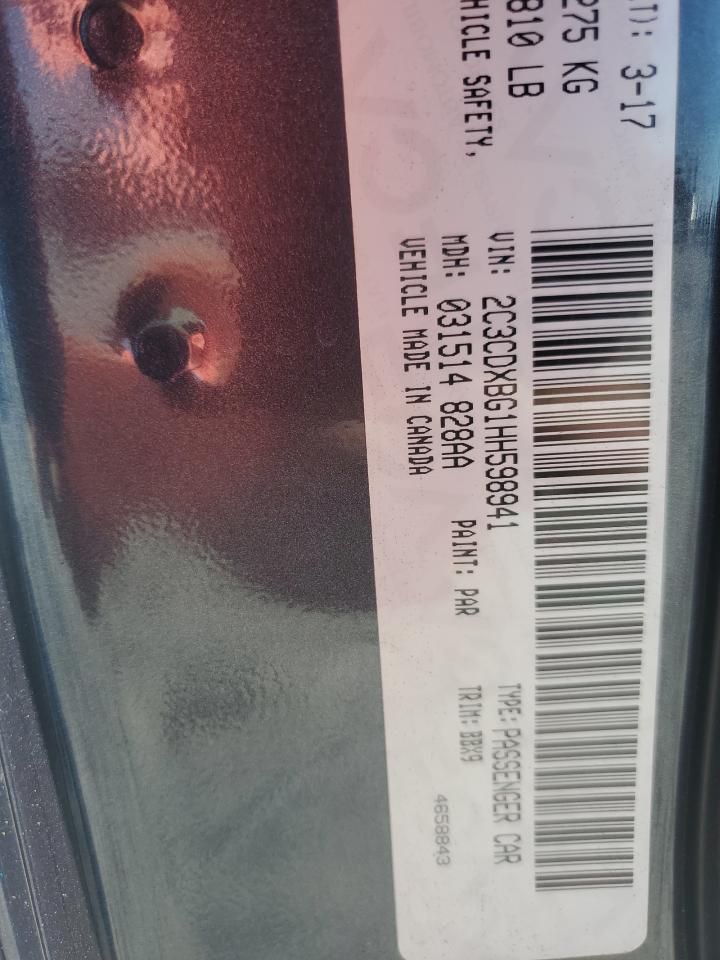 T): 3-17
275 KG
810 LB
HICLE SAFETY,
VIN: 2C3CDXBG1HH598941 TYPE: PASSENGER CAR
MDH: 031514 828AA PAINT: PAR TRIM: BBX9
VEHICLE MADE IN CANADA 4658843